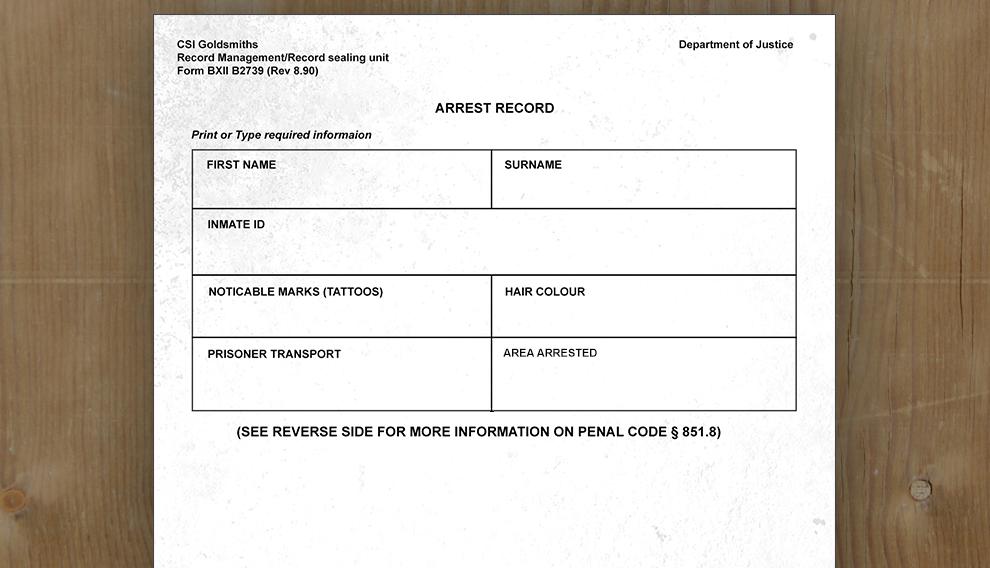 CSI Goldsmiths
Record Management/Record sealing unit
Form BXII B2739 (Rev 8.90)
Department of Justice
ARREST RECORD
Print or Type required informaion
FIRST NAME
SURNAME
INMATE ID
NOTICABLE MARKS (TATTOOS)
HAIR COLOUR
PRISONER TRANSPORT
AREA ARRESTED
(SEE REVERSE SIDE FOR MORE INFORMATION ON PENAL CODE § 851.8)